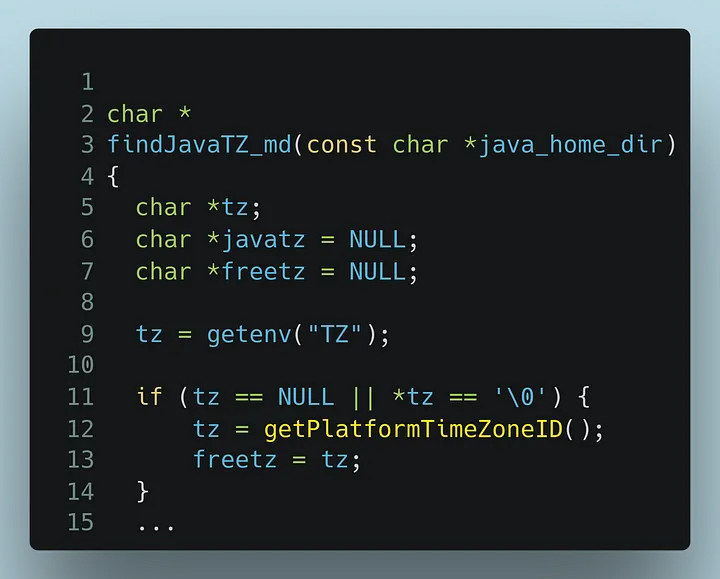 1
2 char *
3 findJavaTZ_md(const char *java_home_dir)
4 {
5   char *tz;
6   char *javatz = NULL;
7   char *freetz = NULL;
8
9   tz = getenv("TZ");
10
11   if (tz == NULL || *tz == '\0') {
12       tz = getPlatformTimeZoneID();
13       freetz = tz;
14   }
15   ...